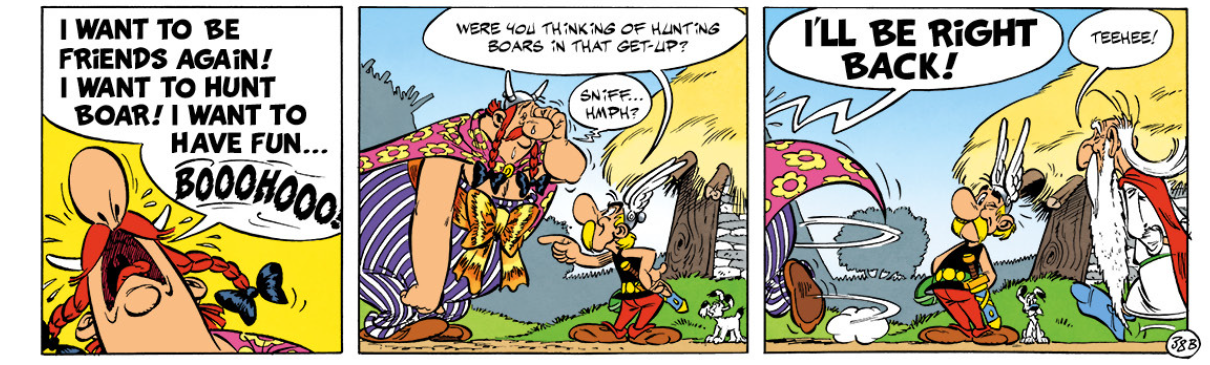 I WANT TO BE
FRiENDS AGAiN!
I WANT TO HUNT
BOAR! I WANT TO
HAVE FUN...
BOOOHOOO!
WERE YOU THiNKiNG OF HUNTiNG
BOARS iN THAT GET-UP?
SNiFF...
HMPH?
I'LL BE RiGHT
BACK!
TEEHEE!
38B